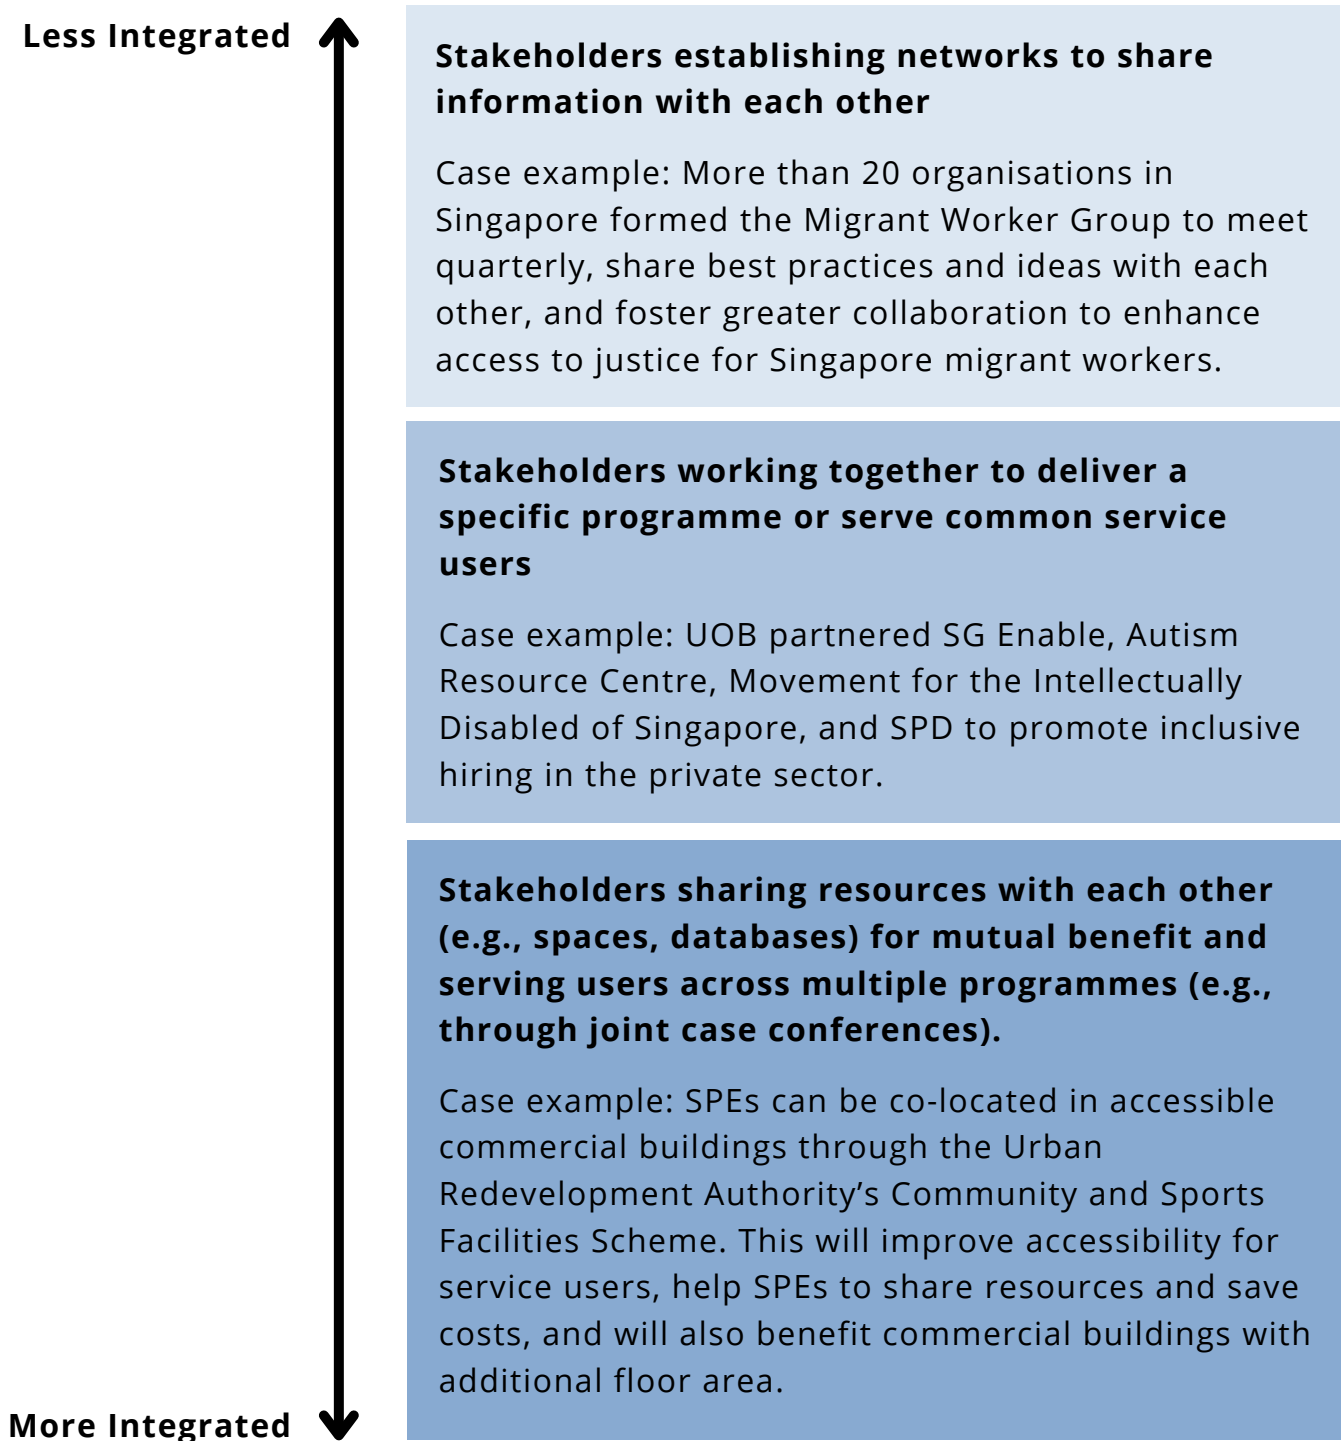 Less Integrated
Stakeholders establishing networks to share
information with each other
Case example: More than 20 organisations in
Singapore formed the Migrant Worker Group to meet
quarterly, share best practices and ideas with each
other, and foster greater collaboration to enhance
access to justice for Singapore migrant workers.
Stakeholders working together to deliver a
specific programme or serve common service
users
Case example: UOB partnered SG Enable, Autism
Resource Centre, Movement for the Intellectually
Disabled of Singapore, and SPD to promote inclusive
hiring in the private sector.
Stakeholders sharing resources with each other
(e.g., spaces, databases) for mutual benefit and
serving users across multiple programmes (e.g.,
through joint case conferences).
Case example: SPEs can be co-located in accessible
commercial buildings through the Urban
Redevelopment Authority’s Community and Sports
Facilities Scheme. This will improve accessibility for
service users, help SPEs to share resources and save
costs, and will also benefit commercial buildings with
additional floor area.
More Integrated